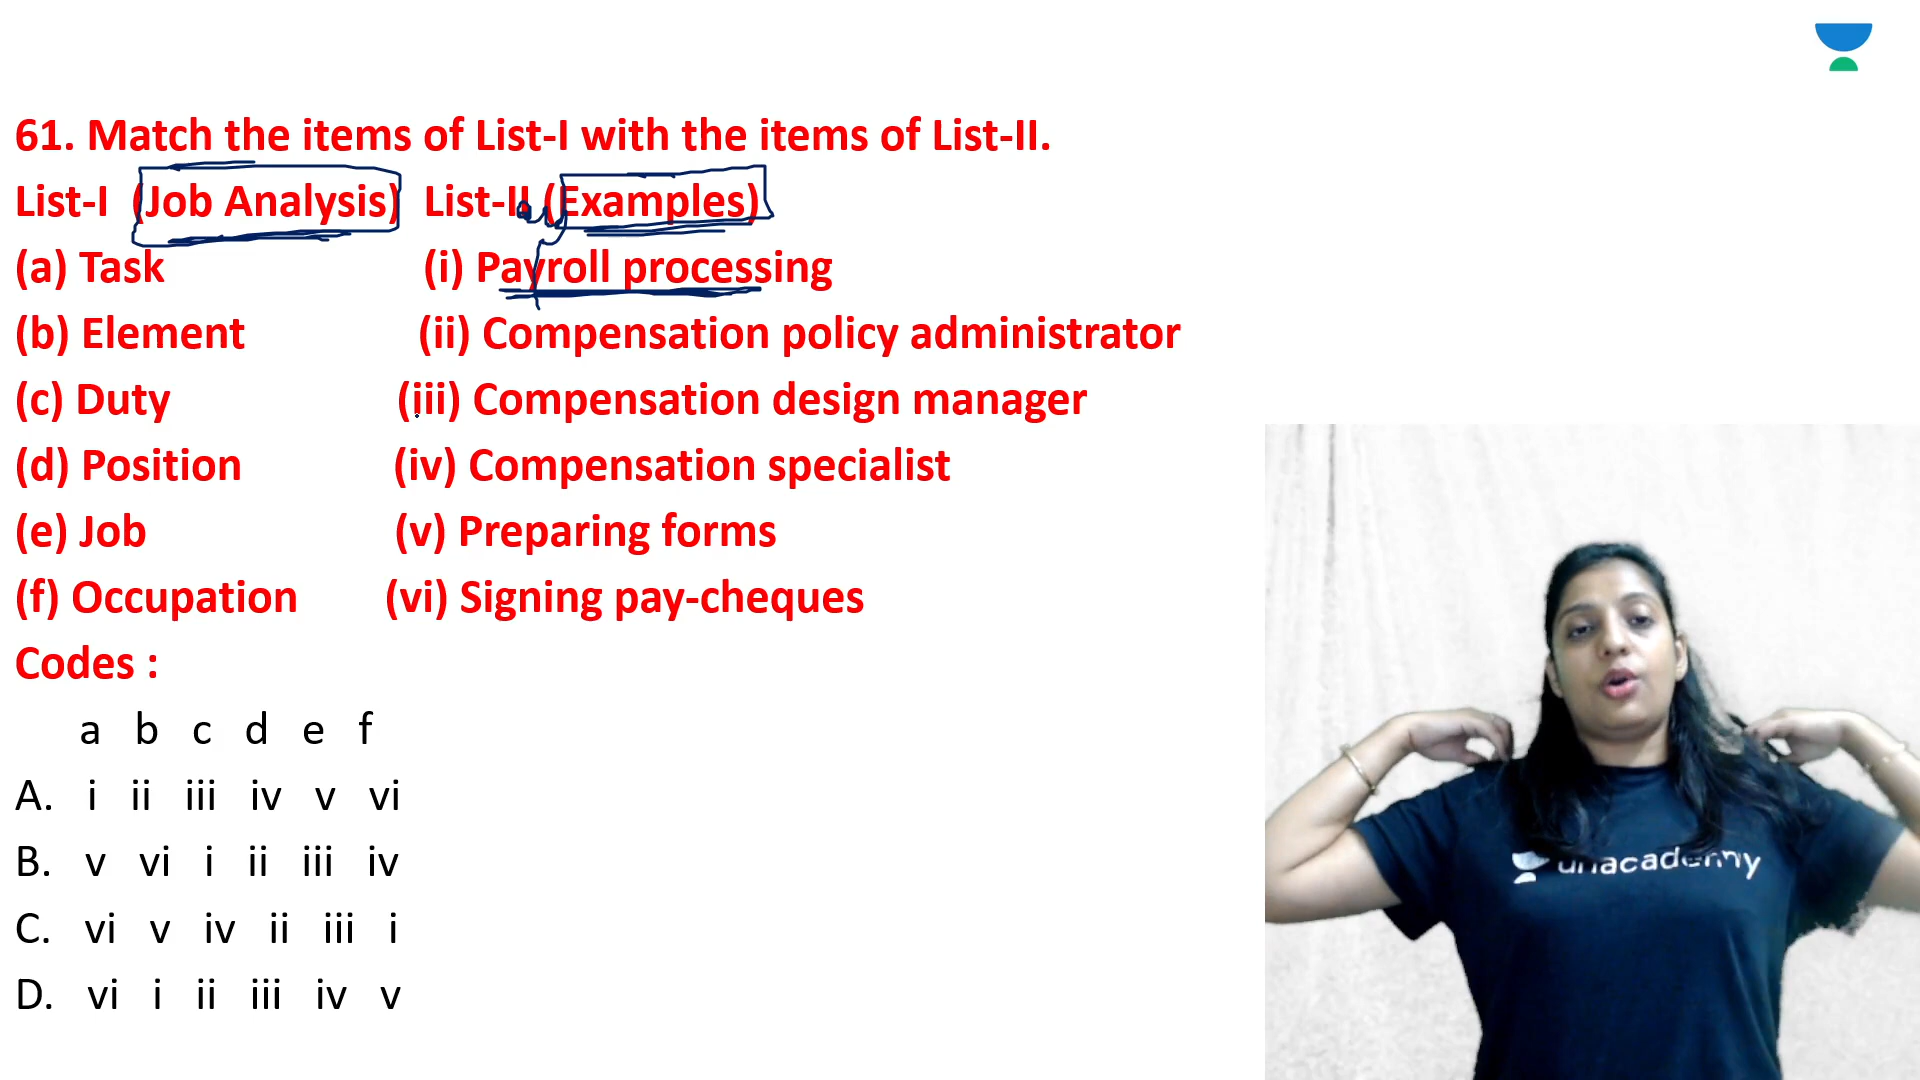 61. Match the items of List-I with the items of List-II.
List-I (Job Analysis) List-II (Examples)
(a) Task (i) Payroll processing
(b) Element (ii) Compensation policy administrator
(c) Duty (iii) Compensation design manager
(d) Position (iv) Compensation specialist
(e) Job (v) Preparing forms
(f) Occupation (vi) Signing pay-cheques
Codes :
a b c d e f
A. i ii iii iv v vi
B. v vi i ii iii iv
C. vi v iv ii iii i
D. vi i ii iii iv v
unacademy